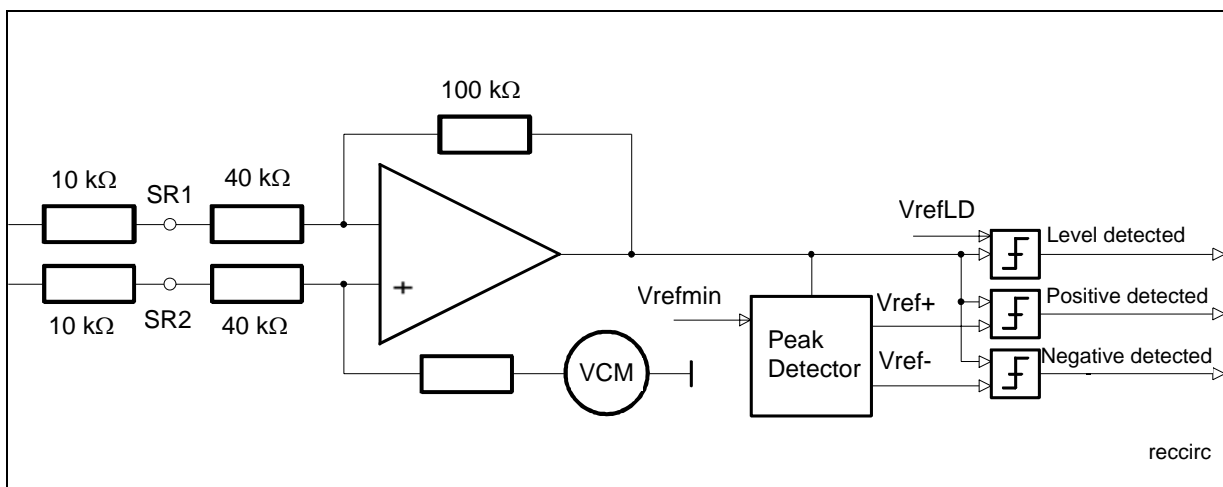 100 kΩ
10 kΩ
SR1
40 kΩ
10 kΩ
SR2
40 kΩ
+
VCM
VrefLD
Level detected
Vrefmin
Vref+
Positive detected
Peak
Detector
Vref-
Negative detected
reccirc